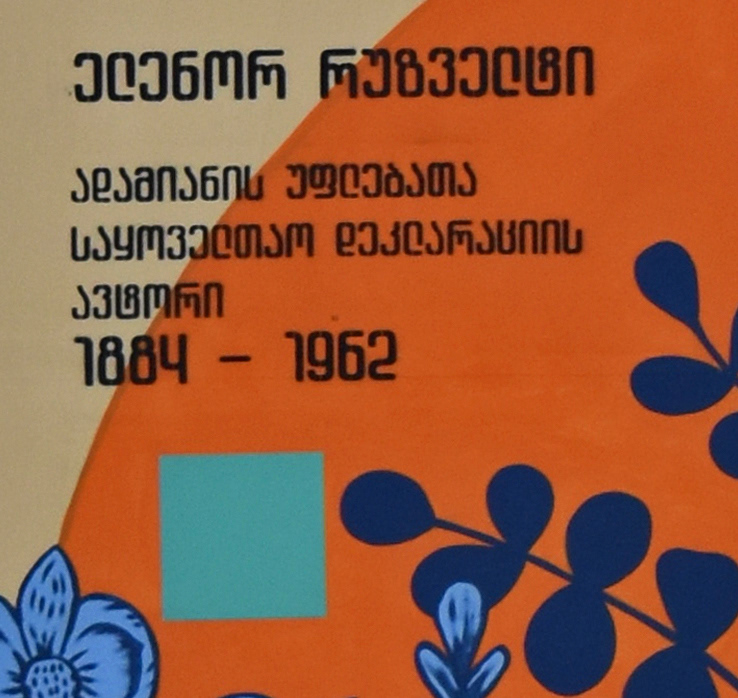 ელენორ რუზველტი
ადამიანის უფლებათა
საყოველთაო დეკლარაციის
ავტორი
1884 – 1962